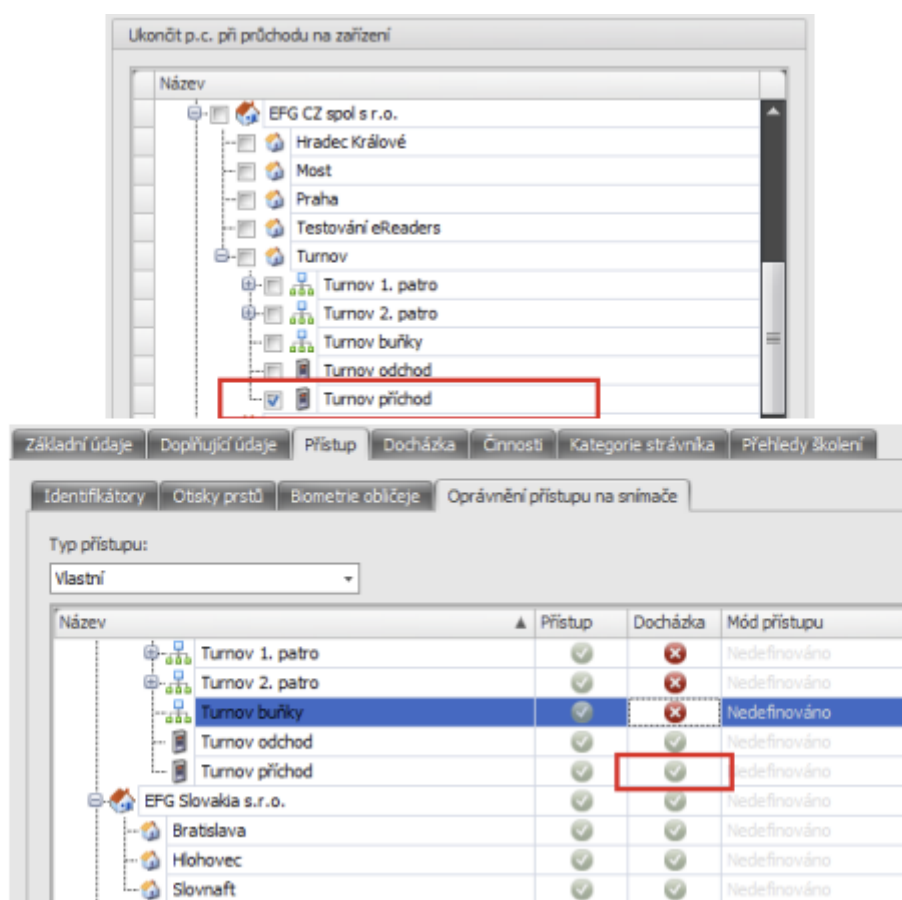 Ukončit p.c. při průchodu na zařízení
Název
EFG CZ spol s r.o.
Hradec Králové
Most
Praha
Testování eReaders
Turnov
Turnov 1. patro
Turnov 2. patro
Turnov buňky
Turnov odchod
Turnov příchod
Základní údaje Doplňující údaje Přístup Docházka Činnosti Kategorie strávníka Přehledy školení
Identifikátory Otisky prstů Biometrie obličeje Oprávnění přístupu na snímače
Typ přístupu:
Vlastní
Název Přístup Docházka Mód přístupu
Turnov 1. patro Nedefinováno
Turnov 2. patro Nedefinováno
Turnov buňky Nedefinováno
Turnov odchod Nedefinováno
Turnov příchod Nedefinováno
EFG Slovakia s.r.o. Nedefinováno
Bratislava Nedefinováno
Hlohovec Nedefinováno
Slovnaft Nedefinováno